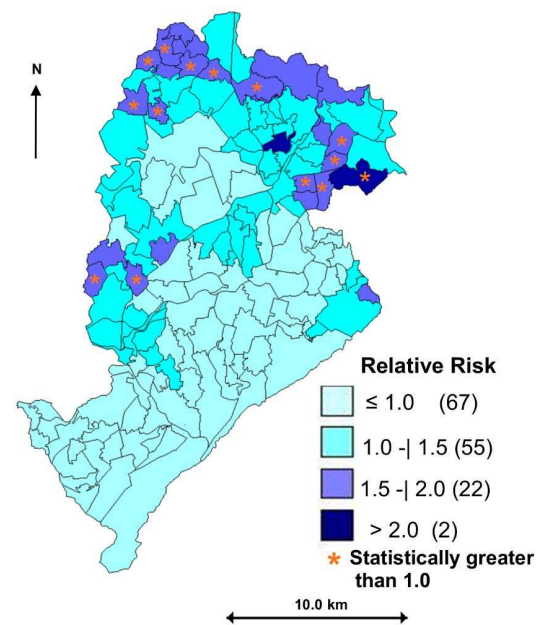 N
Relative Risk
≤ 1.0 (67)
1.0 -| 1.5 (55)
1.5 -| 2.0 (22)
> 2.0 (2)
* Statistically greater
than 1.0
10.0 km